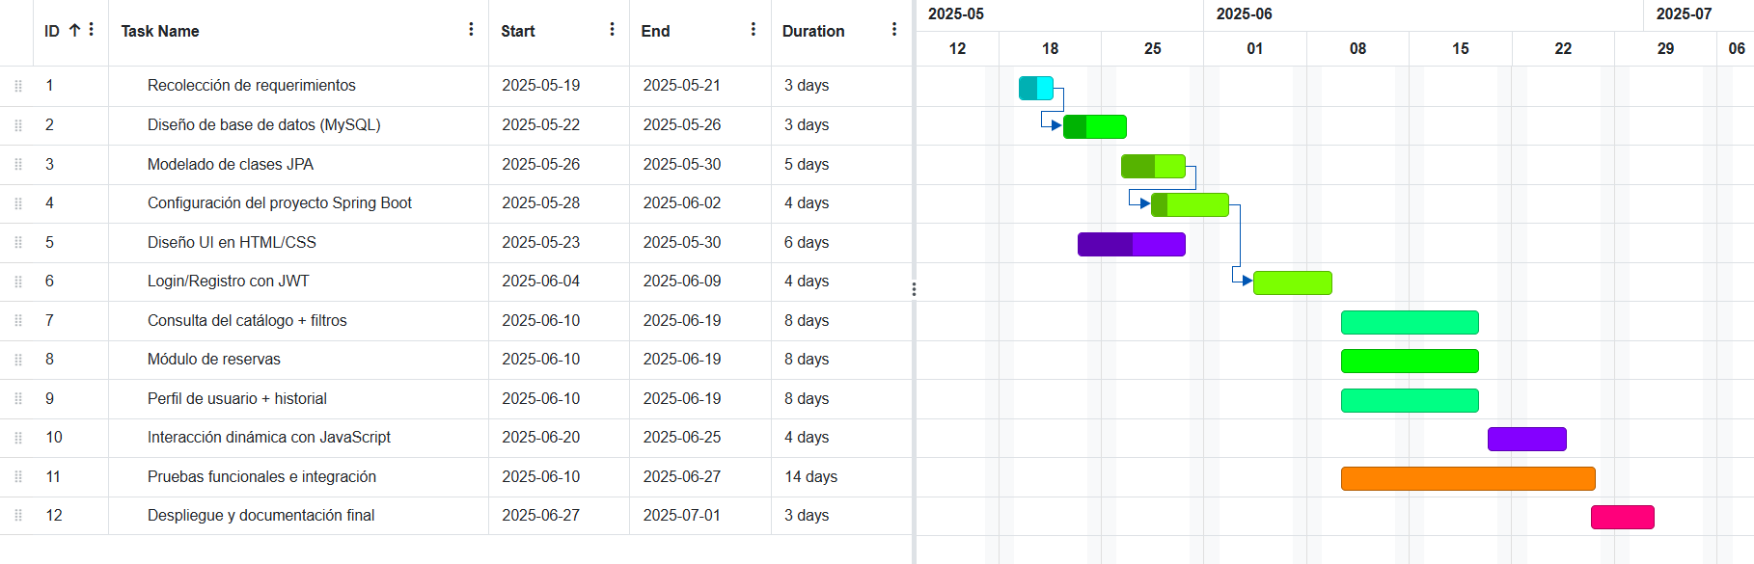 ID Task Name Start End Duration
2025-05 2025-06 2025-07
12 18 25 01 08 15 22 29 06
1 Recolección de requerimientos 2025-05-19 2025-05-21 3 days
2 Diseño de base de datos (MySQL) 2025-05-22 2025-05-26 3 days
3 Modelado de clases JPA 2025-05-26 2025-05-30 5 days
4 Configuración del proyecto Spring Boot 2025-05-28 2025-06-02 4 days
5 Diseño UI en HTML/CSS 2025-05-23 2025-05-30 6 days
6 Login/Registro con JWT 2025-06-04 2025-06-09 4 days
7 Consulta del catálogo + filtros 2025-06-10 2025-06-19 8 days
8 Módulo de reservas 2025-06-10 2025-06-19 8 days
9 Perfil de usuario + historial 2025-06-10 2025-06-19 8 days
10 Interacción dinámica con JavaScript 2025-06-20 2025-06-25 4 days
11 Pruebas funcionales e integración 2025-06-10 2025-06-27 14 days
12 Despliegue y documentación final 2025-06-27 2025-07-01 3 days